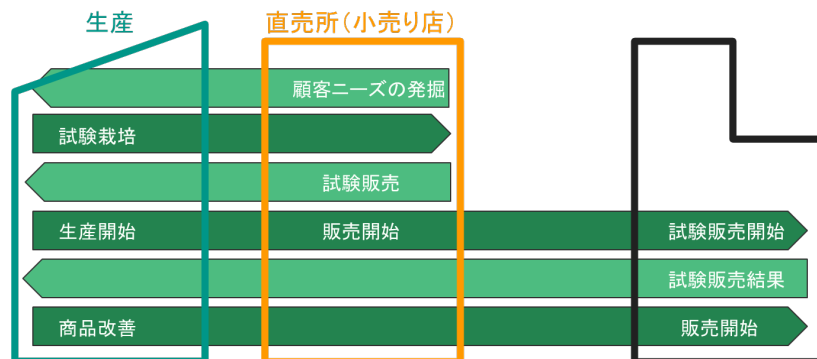 生産
直売所（小売り店）
顧客ニーズの発掘
試験栽培
試験販売
生産開始
販売開始
試験販売開始
試験販売結果
商品改善
販売開始